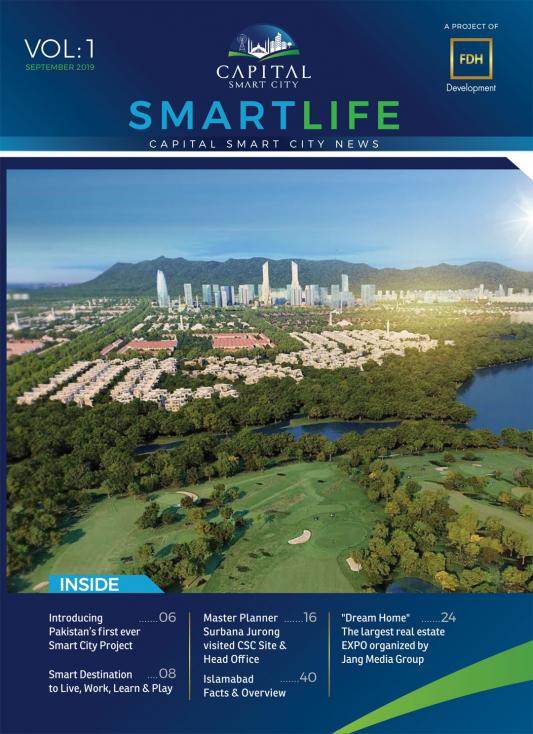 VOL:1
SEPTEMBER 2019
CAPITAL
SMART CITY
A PROJECT OF
FDH
Development
SMARTLIFE
CAPITAL SMART CITY NEWS
INSIDE
Introducing .......06
Pakistan's first ever
Smart City Project
Smart Destination ....08
to Live, Work, Learn & Play
Master Planner .......16
Surbana Jurong
visited CSC Site &
Head Office
Islamabad .......40
Facts & Overview
"Dream Home" .......24
The largest real estate
EXPO organized by
Jang Media Group